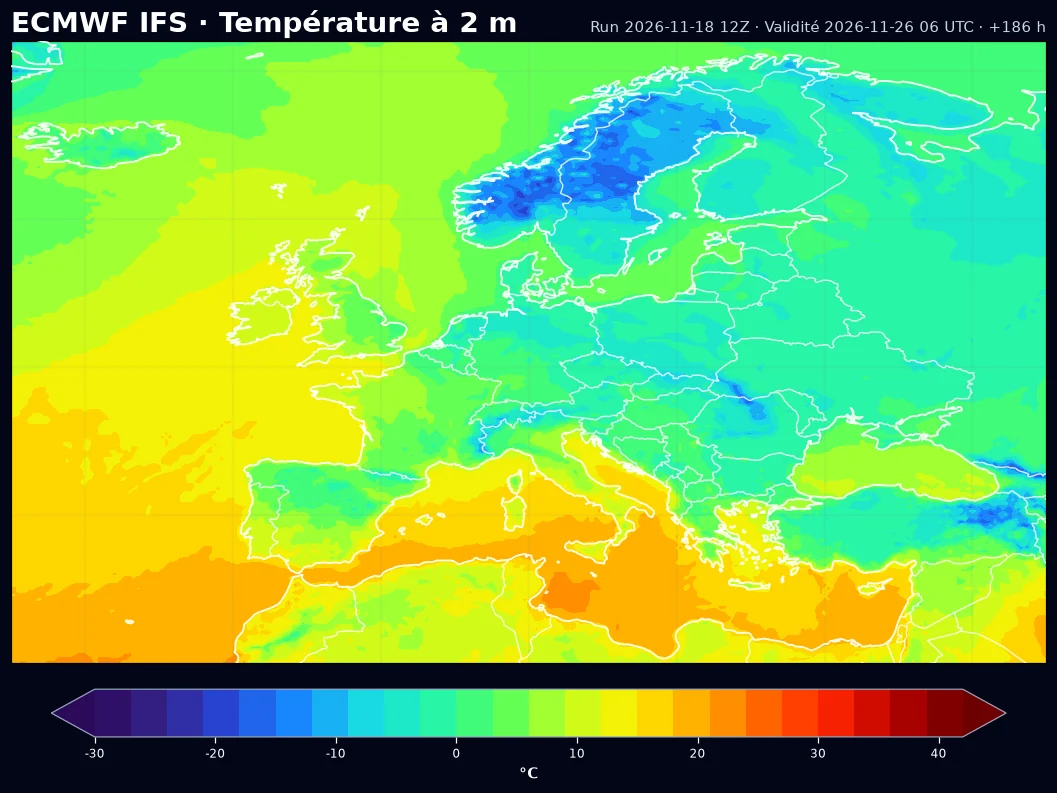 ECMWF IFS · Température à 2 m
Run 2026-11-18 12Z · Validité 2026-11-26 06 UTC · +186 h
-30 -20 -10 0 10 20 30 40
°C